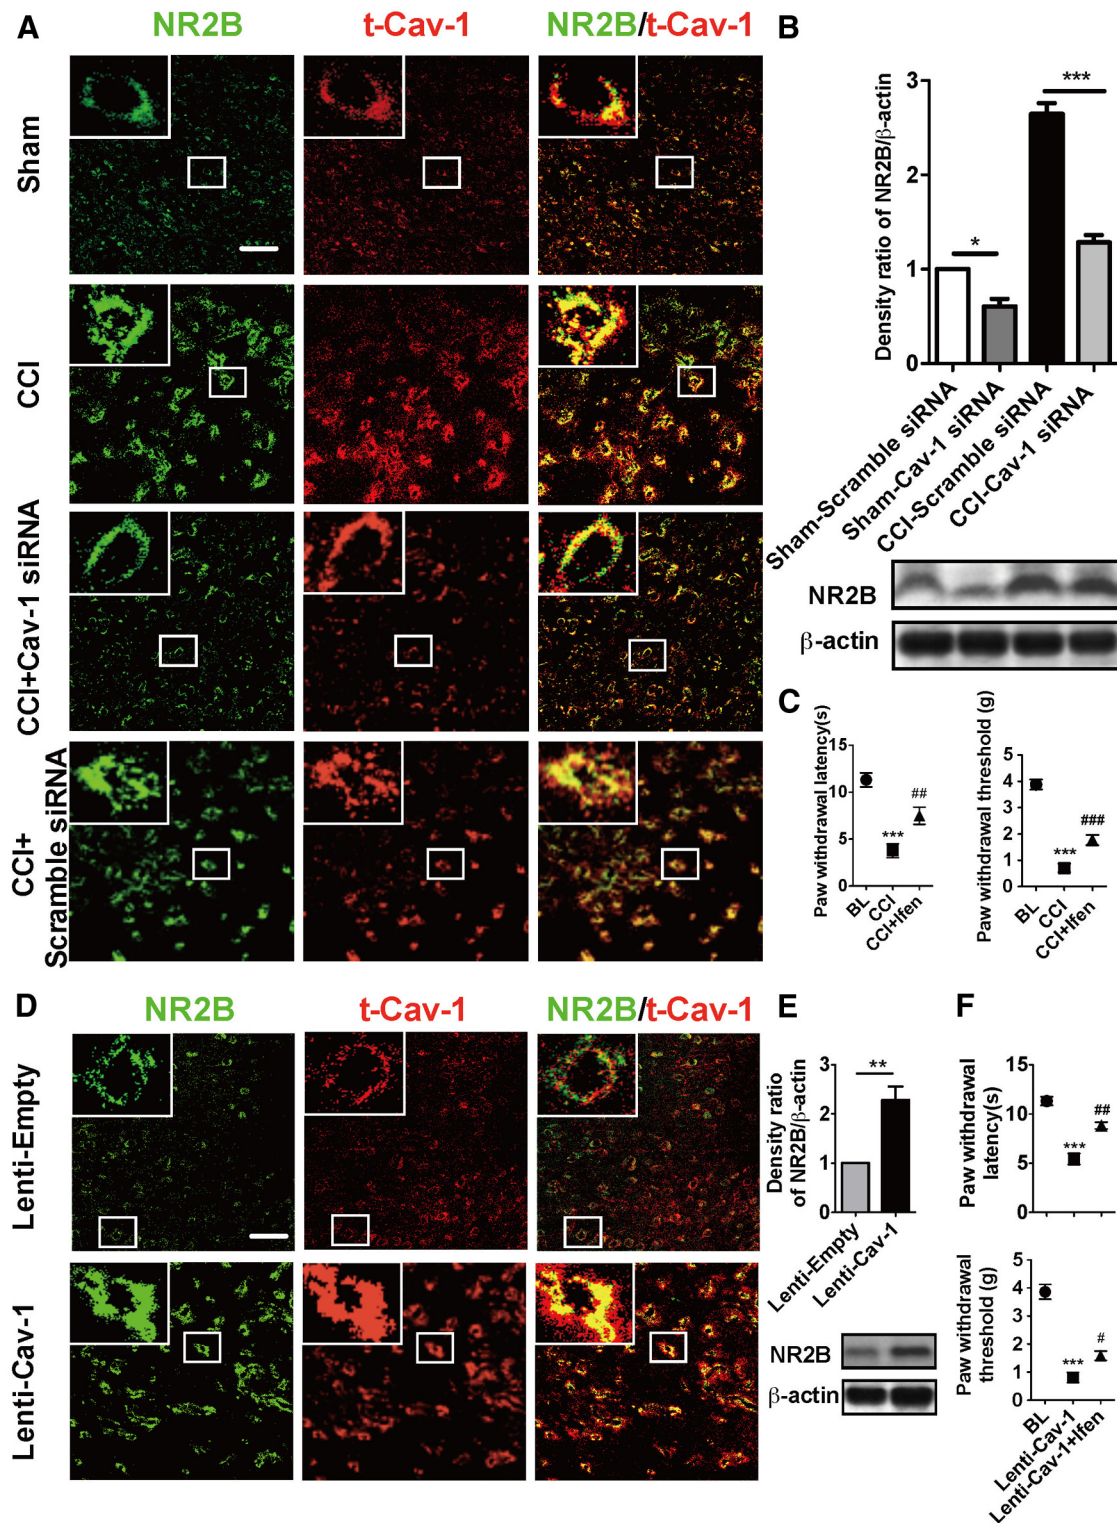 A
NR2B
t-Cav-1
NR2B/t-Cav-1
Sham
CCI
CCI+Cav-1 siRNA
CCI+
Scramble siRNA
B
Density ratio of NR2B/β-actin
3
2
1
0
*
***
Sham-Scramble siRNA
Sham-Cav-1 siRNA
CCI-Scramble siRNA
CCI-Cav-1 siRNA
NR2B
β-actin
C
Paw withdrawal latency(s)
15
10
5
0
***
##
BL
CCI
CCI+Ifen
Paw withdrawal threshold (g)
5
4
3
2
1
0
***
###
BL
CCI
CCI+Ifen
D
NR2B
t-Cav-1
NR2B/t-Cav-1
Lenti-Empty
Lenti-Cav-1
E
Density ratio
of NR2B/β-actin
3
2
1
0
**
Lenti-Empty
Lenti-Cav-1
NR2B
β-actin
F
Paw withdrawal
latency(s)
15
10
5
0
***
##
Paw withdrawal
threshold (g)
5
4
3
2
1
0
***
#
BL
Lenti-Cav-1
Lenti-Cav-1+Ifen